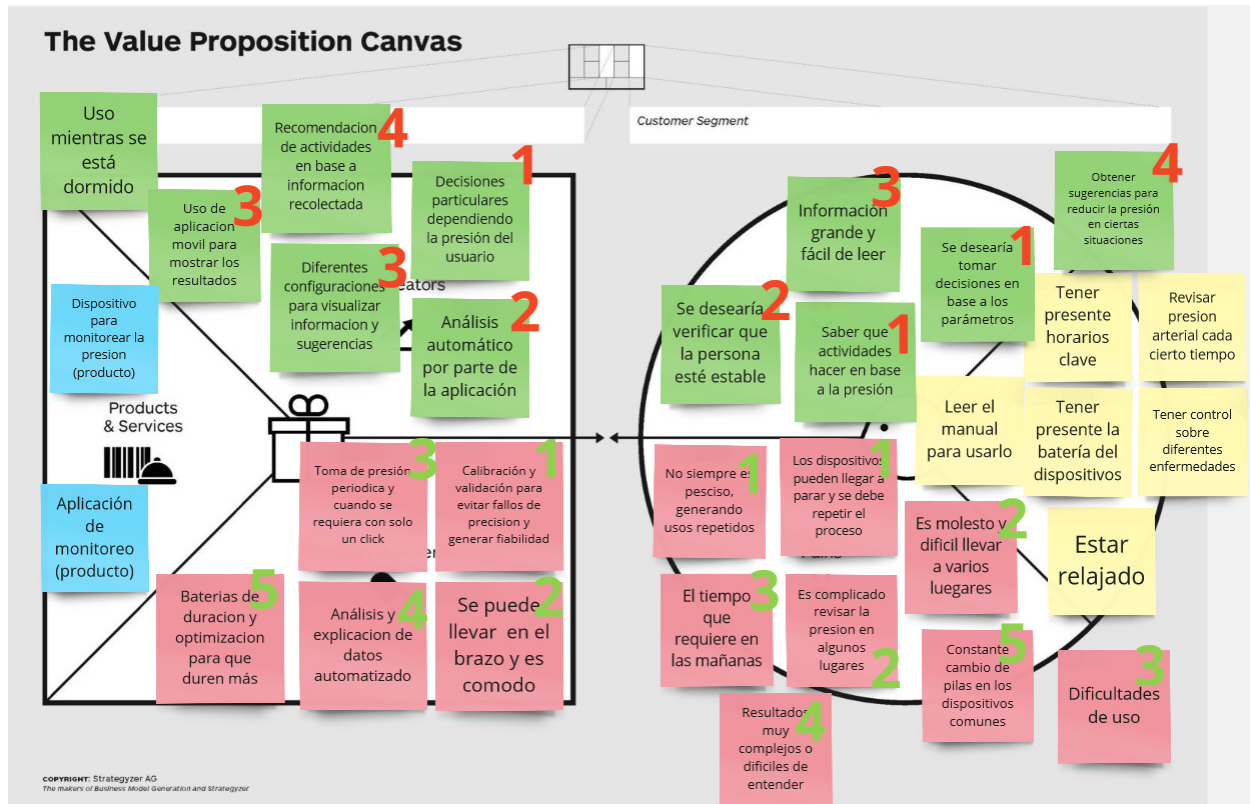 The Value Proposition Canvas
Customer Segment
Uso
mientras se
está
dormido
Recomendacion
de actividades
en base a
informacion
recolectada
4
Decisiones
particulares
dependiendo
la presión del
usuario
1
Uso de
aplicacion
movil para
mostrar los
resultados
3
Diferentes
configuraciones
para visualizar
informacion y
sugerencias
3
eators
Análisis
automático
por parte de
la aplicación
2
Dispositivo
para
monitorear la
presion
(producto)
Products
& Services
Aplicación
de
monitoreo
(producto)
Toma de presión
periodica y
cuando se
requiera con solo
un click
3
Calibración y
validación para
evitar fallos de
precision y
generar fiabilidad
1
Baterias de
duracion y
optimizacion
para que
duren más
5
Análisis y
explicacion de
datos
automatizado
4
Se puede
llevar en el
brazo y es
comodo
2
Información
grande y
fácil de leer
3
Obtener
sugerencias para
reducir la presión
en ciertas
situaciones
4
Se desearía
tomar
decisiones en
base a los
parámetros
1
Se desearía
verificar que
la persona
esté estable
2
Saber que
actividades
hacer en base
a la presión
1
Tener
presente
horarios
clave
Revisar
presion
arterial cada
cierto tiempo
Leer el
manual
para usarlo
Tener
presente la
batería del
dispositivos
Tener control
sobre
diferentes
enfermedades
Estar
relajado
No siempre es
pesciso,
generando
usos repetidos
1
Los dispositivos
pueden llegar a
parar y se debe
repetir el
proceso
1
Es molesto y
dificil llevar
a varios
luegares
2
El tiempo
que
requiere en
las mañanas
3
Es complicado
revisar la
presion en
algunos
lugares
2
Constante
cambio de
pilas en los
dispositivos
comunes
5
Dificultades
de uso
3
Resultados
muy
complejos o
dificiles de
entender
4
COPYRIGHT: Strategyzer AG
The makers of Business Model Generation and Strategyzer